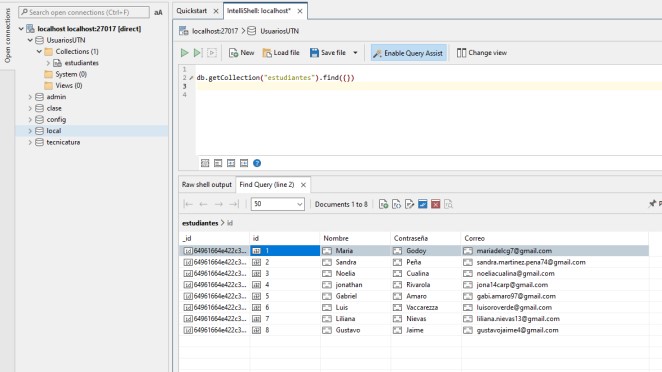 Open connections
Search open connections (Ctrl+F)
aA
localhost localhost:27017 [direct]
UsuariosUTN
Collections (1)
estudiantes
System (0)
Views (0)
admin
clase
config
local
tecnicatura
Quickstart ×
IntelliShell: localhost* ×
localhost:27017 > UsuariosUTN
New
Load file
Save file
Enable Query Assist
Change view
1
2 db.getCollection("estudiantes").find({})
3
4
Raw shell output
Find Query (line 2) ×
50
Documents 1 to 8
estudiantes > id
_id id Nombre Contraseña Correo
64961664e422c3... 1 Maria Godoy mariadelcg7@gmail.com
64961664e422c3... 2 Sandra Peña sandra.martinez.pena74@gmail.com
64961664e422c3... 3 Noelia Cualina noeliacualina@gmail.com
64961664e422c3... 4 jonathan Rivarola jona14carp@gmail.com
64961664e422c3... 5 Gabriel Amaro gabi.amaro97@gmail.com
64961664e422c3... 6 Luis Vaccarezza luisoroverde@gmail.com
64961664e422c3... 7 Liliana Nievas liliana.nievas13@gmail.com
64961664e422c3... 8 Gustavo Jaime gustavojaime4@gmail.com